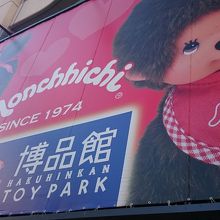 Monchhichi
SINCE 1974
博品館
HAKUHINKAN
TOY PARK